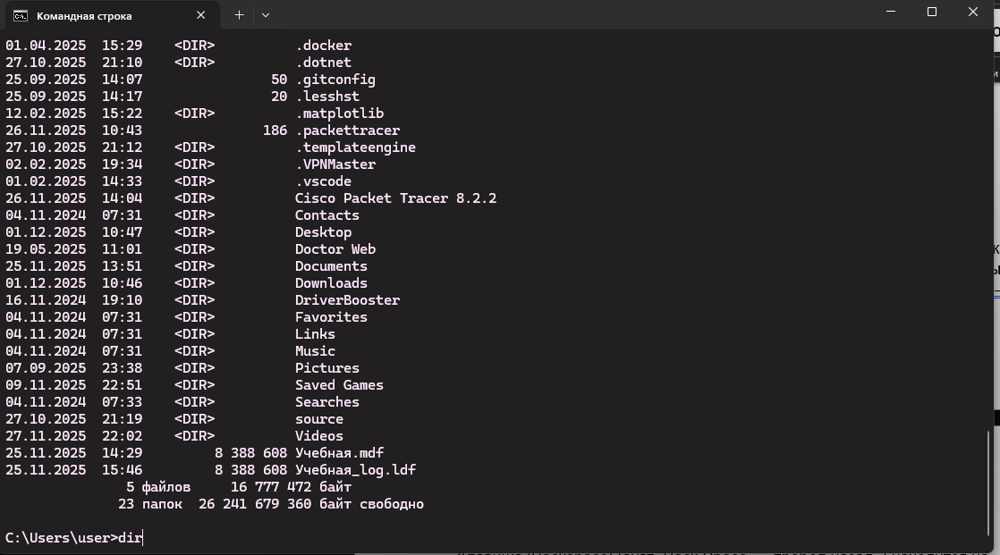 Командная строка
01.04.2025  15:29    <DIR>          .docker
27.10.2025  21:10    <DIR>          .dotnet
25.09.2025  14:07                50 .gitconfig
25.09.2025  14:17                20 .lesshst
12.02.2025  15:22    <DIR>          .matplotlib
26.11.2025  10:43               186 .packettracer
27.10.2025  21:12    <DIR>          .templateengine
02.02.2025  19:34    <DIR>          .VPNMaster
01.02.2025  14:33    <DIR>          .vscode
26.11.2025  14:04    <DIR>          Cisco Packet Tracer 8.2.2
04.11.2024  07:31    <DIR>          Contacts
01.12.2025  10:47    <DIR>          Desktop
19.05.2025  11:01    <DIR>          Doctor Web
25.11.2025  13:51    <DIR>          Documents
01.12.2025  10:46    <DIR>          Downloads
16.11.2024  19:10    <DIR>          DriverBooster
04.11.2024  07:31    <DIR>          Favorites
04.11.2024  07:31    <DIR>          Links
04.11.2024  07:31    <DIR>          Music
07.09.2025  23:38    <DIR>          Pictures
09.11.2025  22:51    <DIR>          Saved Games
04.11.2024  07:33    <DIR>          Searches
27.10.2025  21:19    <DIR>          source
27.11.2025  22:02    <DIR>          Videos
25.11.2025  14:29         8 388 608 Учебная.mdf
25.11.2025  15:46         8 388 608 Учебная_log.ldf
5 файлов     16 777 472 байт
23 папок  26 241 679 360 байт свободно
C:\Users\user>dir